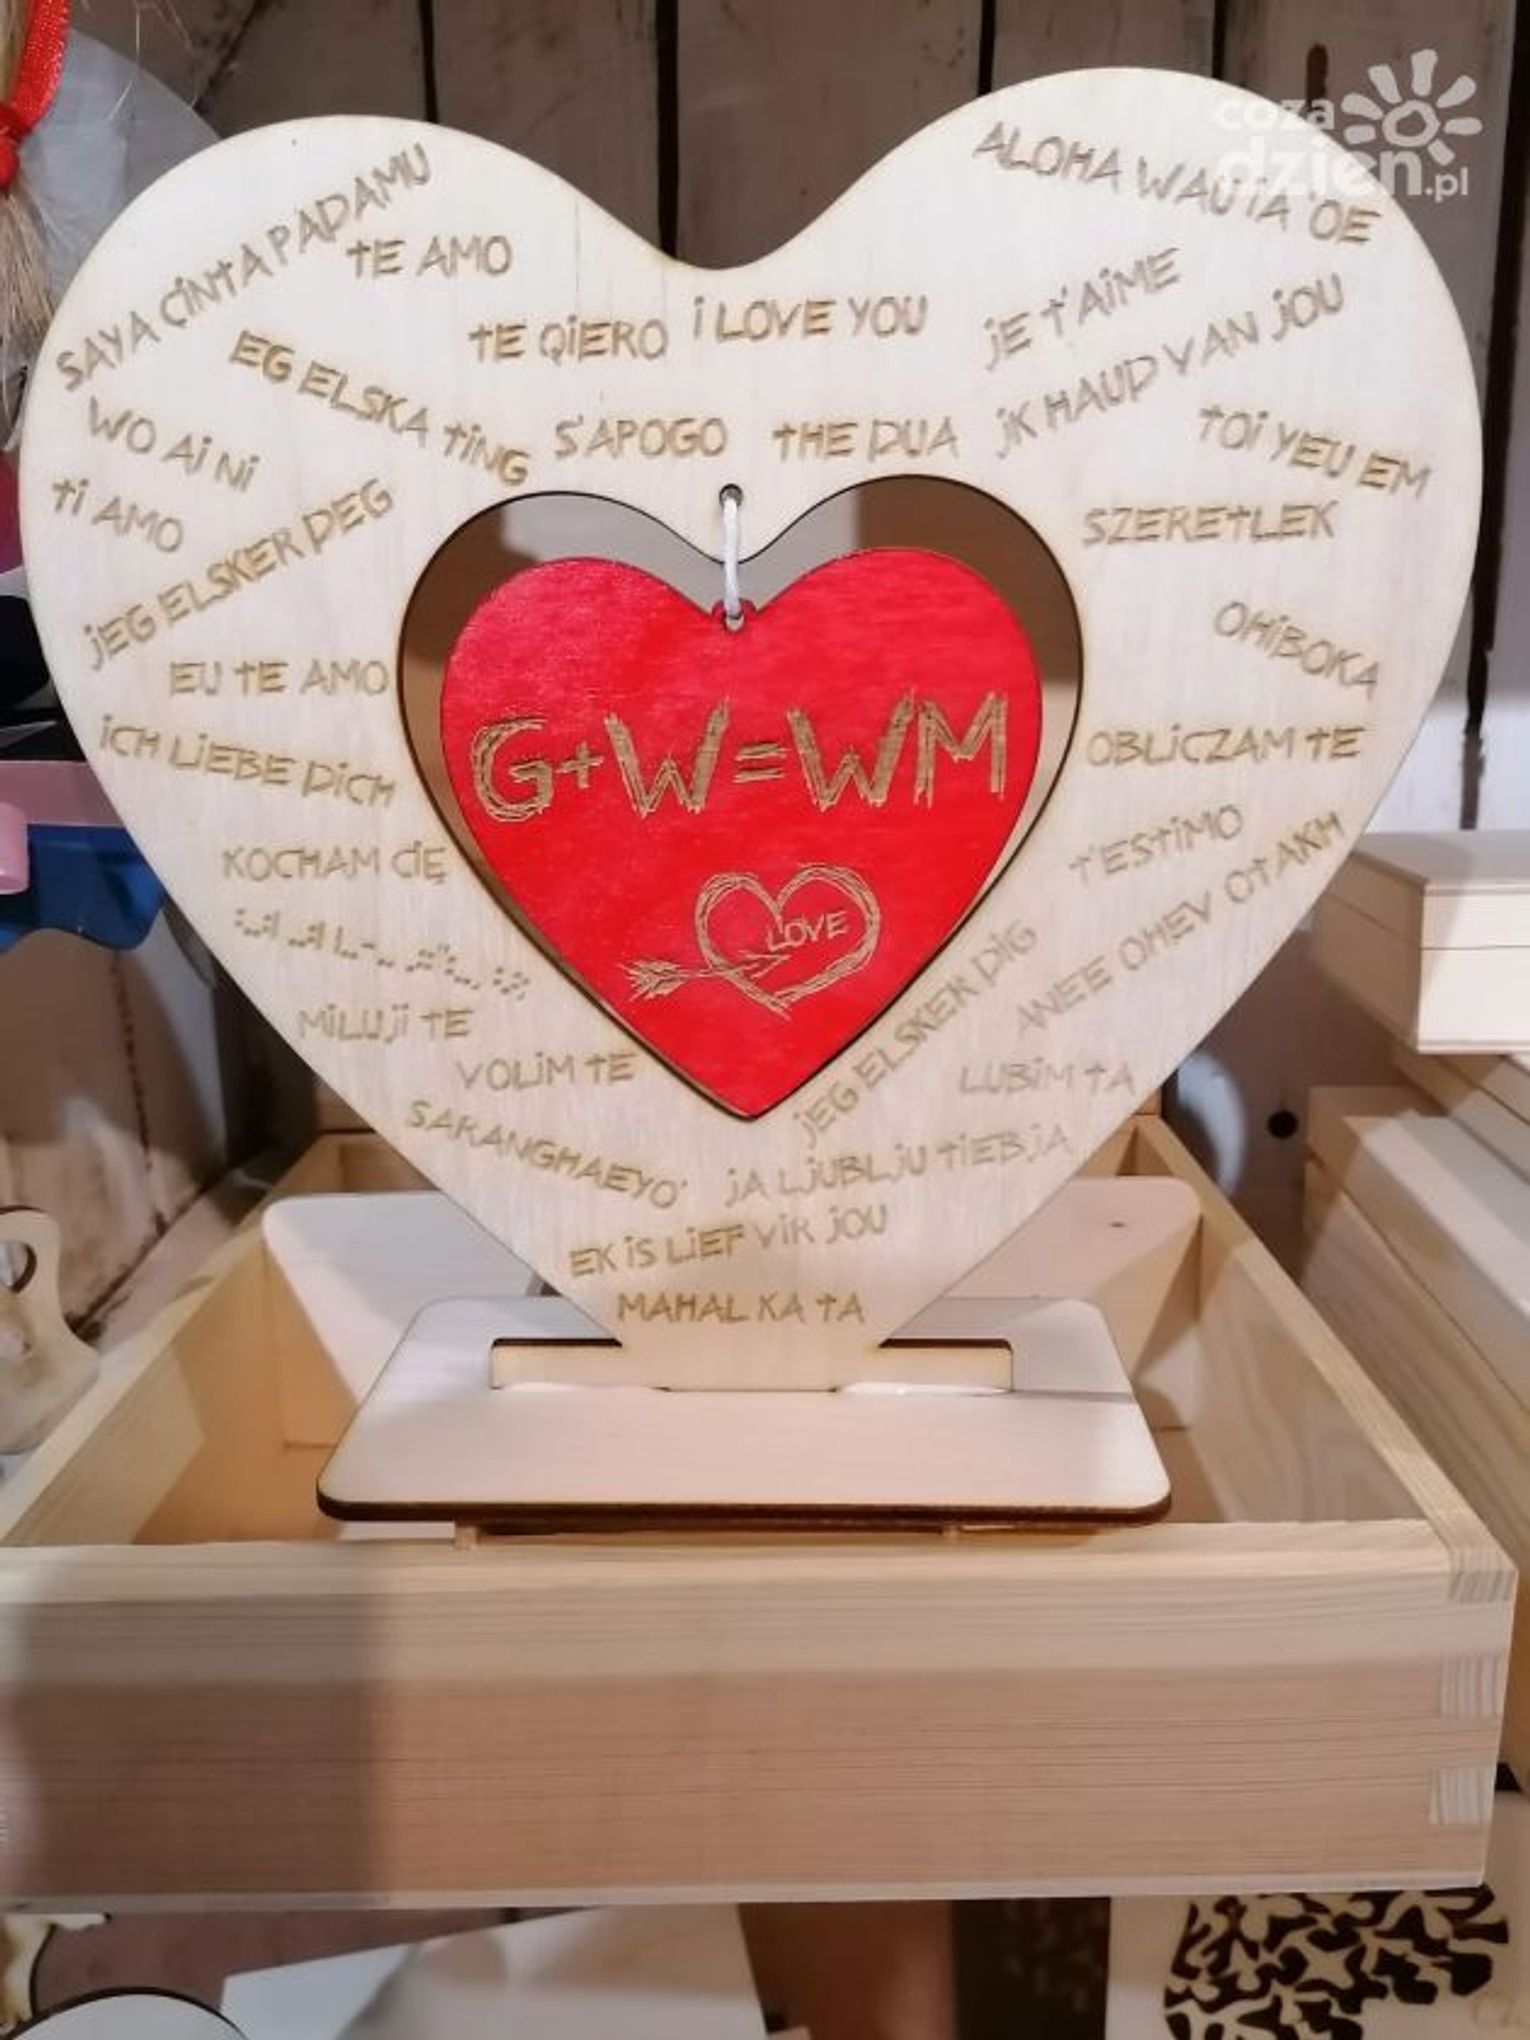 coza
dzien.pl
ALOHA WAU IA 'OE
SAYA CINTA PADAMU
TE AMO
TE QIERO
I LOVE YOU
JE T'AIME
JK HAUD VAN JOU
EG ELSKA TING
S'APOGO
THE DUA
TOI YEU EM
WO AI NI
TI AMO
SZERETLEK
JEG ELSKER DEG
OHIBOKA
EU TE AMO
ICH LIEBE DICH
OBLICZAM TE
G+W=WM
LOVE
KOCHAM CIĘ
T'ESTIMO
ANEE OHEV OTAKH
MILUJI TE
VOLIM TE
JEG ELSKER DIG
LUBIM TA
SARANGHAEYO'
JA LJUBLJU TIEBJA
EK IS LIEF VIR JOU
MAHAL KA TA